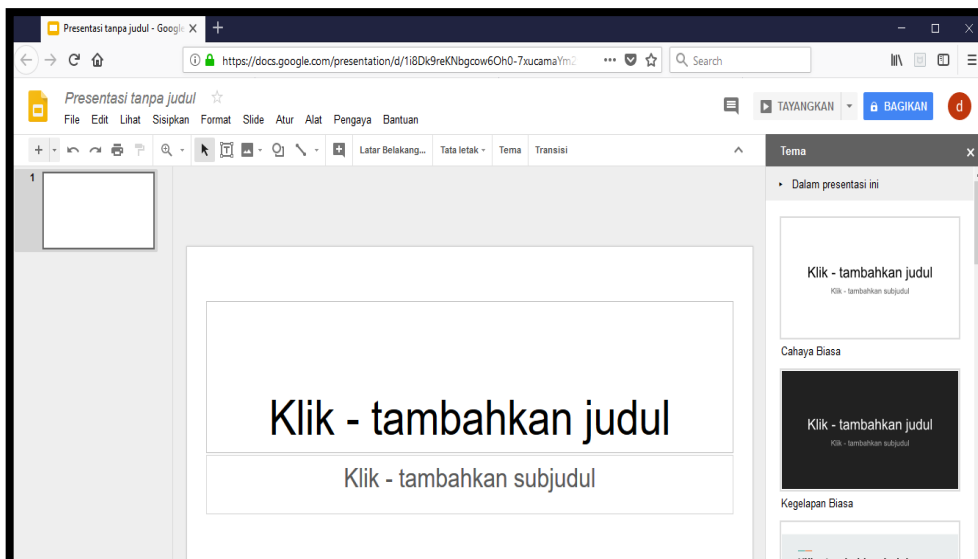 Presentasi tanpa judul - Google
https://docs.google.com/presentation/d/1i8Dk9reKNbgcow6Oh0-7xucamaYm2
Search
Presentasi tanpa judul
File Edit Lihat Sisipkan Format Slide Atur Alat Pengaya Bantuan
TAYANGKAN
BAGIKAN
d
Latar Belakang... Tata letak Tema Transisi
Tema
1
Dalam presentasi ini
Klik - tambahkan judul
Klik - tambahkan subjudul
Cahaya Biasa
Klik - tambahkan judul
Klik - tambahkan subjudul
Kegelapan Biasa
Klik - tambahkan judul
Klik - tambahkan subjudul